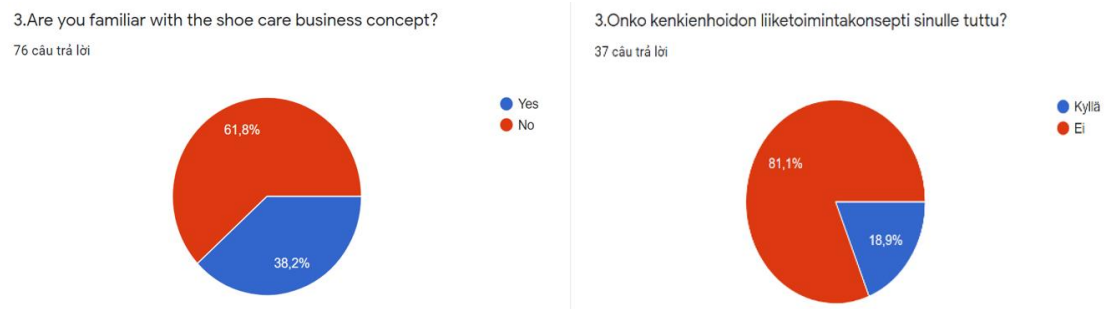 3.Are you familiar with the shoe care business concept?
76 câu trả lời
Yes
No
61,8%
38,2%
3.Onko kenkienhoidon liiketoimintakonsepti sinulle tuttu?
37 câu trả lời
Kyllä
Ei
81,1%
18,9%